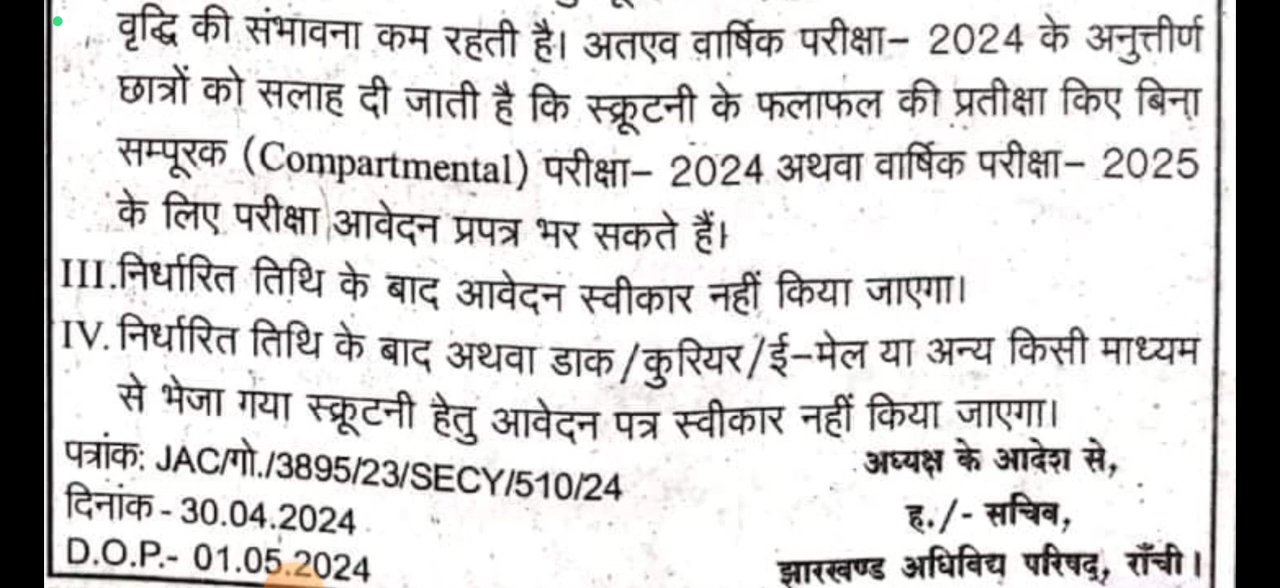 वृद्धि की संभावना कम रहती है। अतएव वार्षिक परीक्षा– 2024 के अनुत्तीर्ण
छात्रों को सलाह दी जाती है कि स्क्रूटनी के फलाफल की प्रतीक्षा किए बिना
सम्पूरक (Compartmental) परीक्षा– 2024 अथवा वार्षिक परीक्षा– 2025
के लिए परीक्षा आवेदन प्रपत्र भर सकते हैं।
III.निर्धारित तिथि के बाद आवेदन स्वीकार नहीं किया जाएगा।
IV. निर्धारित तिथि के बाद अथवा डाक/कुरियर/ई–मेल या अन्य किसी माध्यम
से भेजा गया स्क्रूटनी हेतु आवेदन पत्र स्वीकार नहीं किया जाएगा।
पत्रांक: JAC/गो./3895/23/SECY/510/24
अध्यक्ष के आदेश से,
दिनांक - 30.04.2024
ह./- सचिव,
D.O.P.- 01.05.2024
झारखण्ड अधिविद्य परिषद्, राँची।